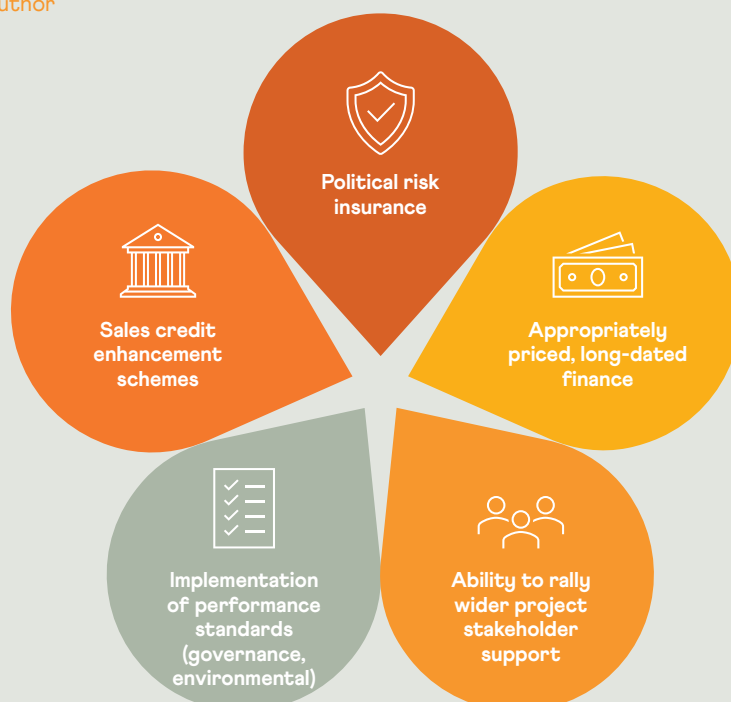 uthor
Political risk
insurance
Sales credit
enhancement
schemes
Appropriately
priced, long-dated
finance
Implementation
of performance
standards
(governance,
environmental)
Ability to rally
wider project
stakeholder
support